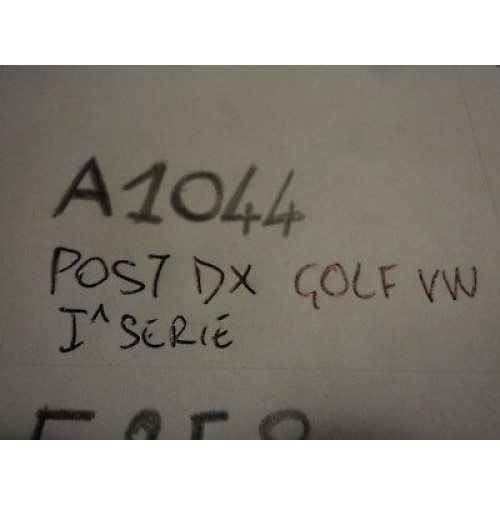 A1044
POST DX GOLF VW
I^ SERIE